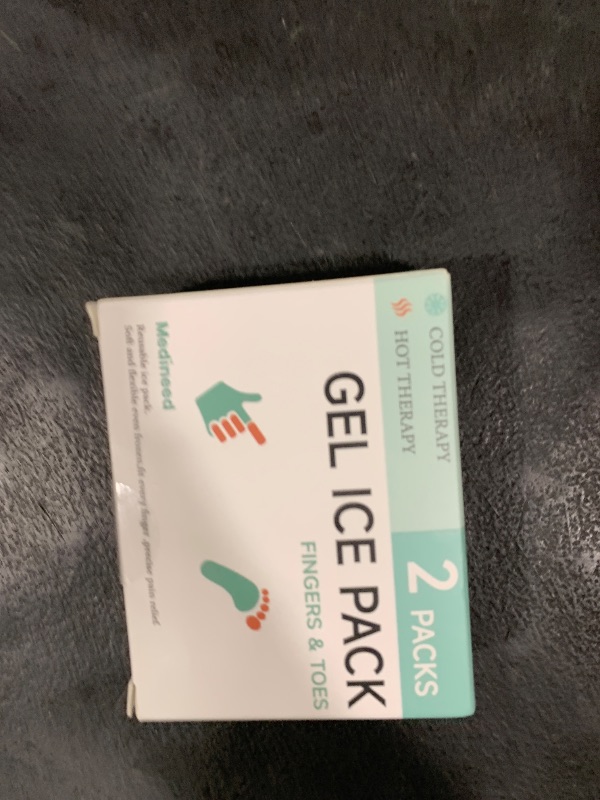 COLD THERAPY
HOT THERAPY
2 PACKS
GEL ICE PACK
FINGERS & TOES
Medineed
Reusable ice pack.
Soft and flexible even frozen,fit every finger genuine pain relief